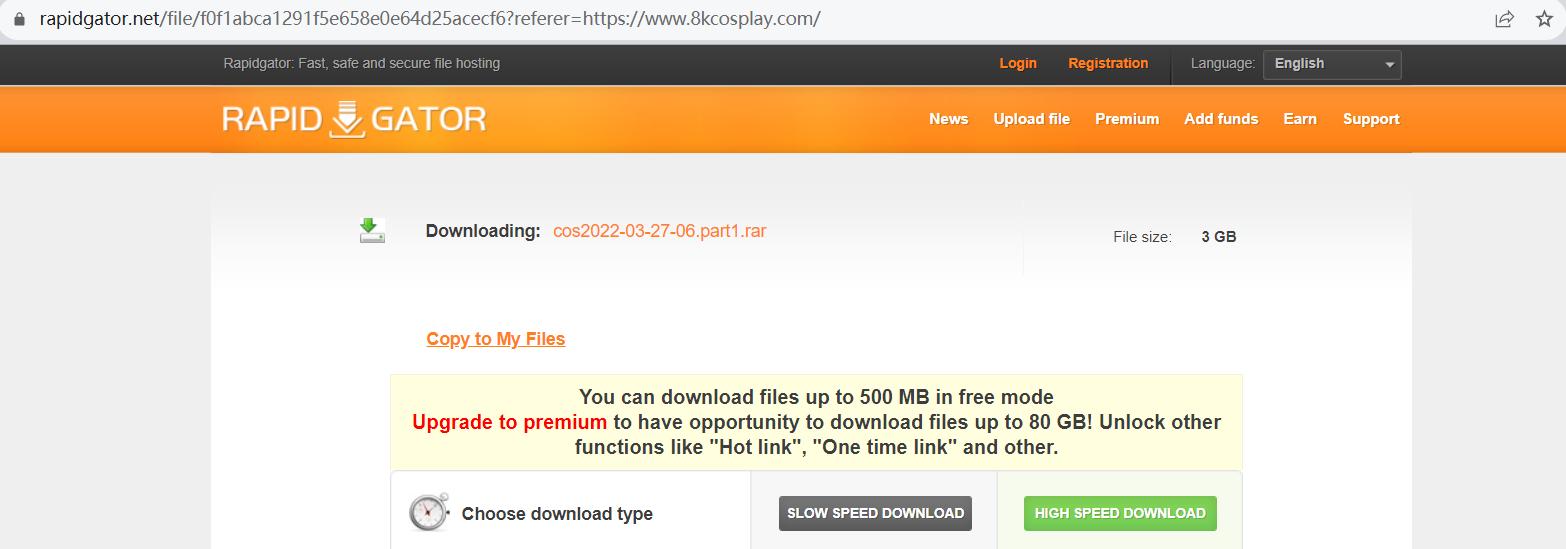 rapidgator.net/file/f0f1abca1291f5e658e0e64d25acecf6?referer=https://www.8kcosplay.com/
Rapidgator: Fast, safe and secure file hosting Login Registration Language: English
RAPID GATOR News Upload file Premium Add funds Earn Support
Downloading: cos2022-03-27-06.part1.rar File size: 3 GB
Copy to My Files
You can download files up to 500 MB in free mode
Upgrade to premium to have opportunity to download files up to 80 GB! Unlock other
functions like "Hot link", "One time link" and other.
Choose download type SLOW SPEED DOWNLOAD HIGH SPEED DOWNLOAD